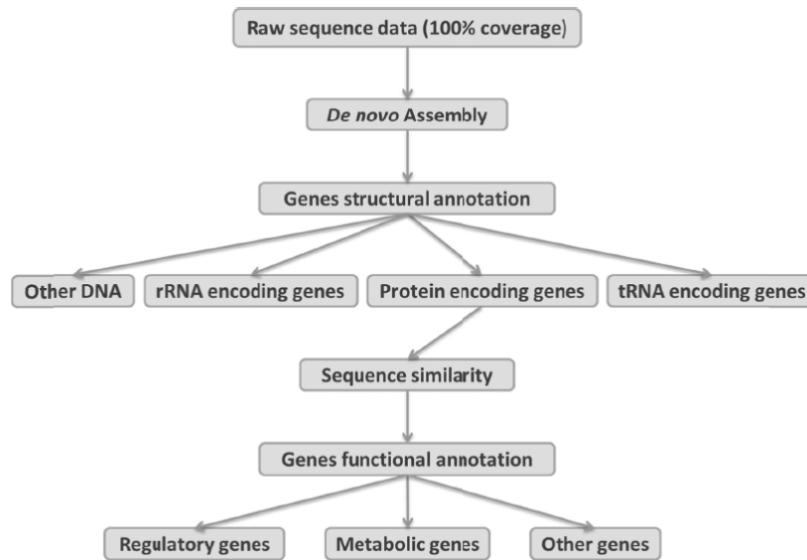 Raw sequence data (100% coverage)
De novo Assembly
Genes structural annotation
Other DNA
rRNA encoding genes
Protein encoding genes
tRNA encoding genes
Sequence similarity
Genes functional annotation
Regulatory genes
Metabolic genes
Other genes